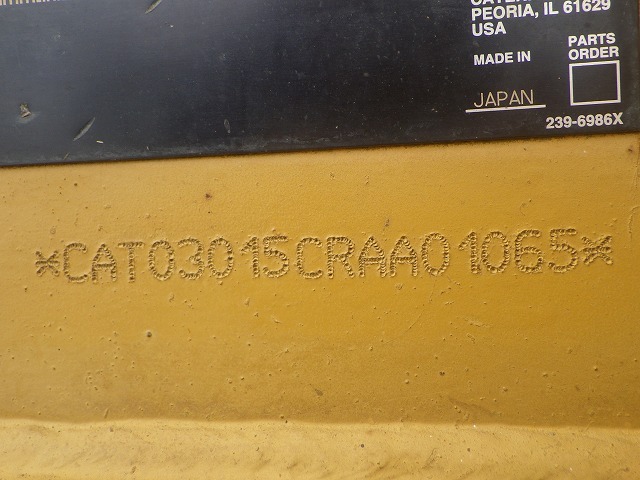 PEORIA, IL 61629
USA
MADE IN
JAPAN
PARTS
ORDER
239-6986X
*CAT03015CRAA01065*